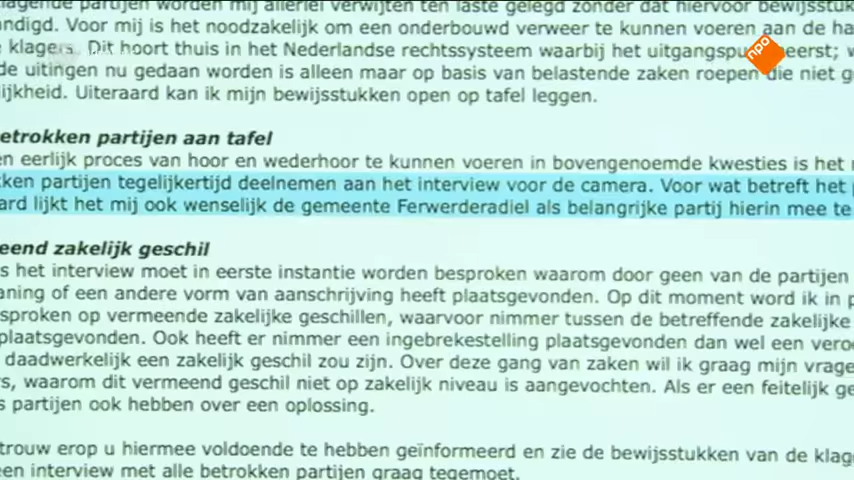 klagende partijen worden mij allerlei verwijten ten laste gelegd zonder dat hiervoor bewijsstuk
ndigd. Voor mij is het noodzakelijk om een onderbouwd verweer te kunnen voeren aan de ha
klagers. Dit hoort thuis in het Nederlandse rechtssysteem waarbij het uitgangspu eerst; w
npo
de uitingen nu gedaan worden is alleen maar op basis van belastende zaken roepen die niet g
ijkheid. Uiteraard kan ik mijn bewijsstukken open op tafel leggen.
etrokken partijen aan tafel
en eerlijk proces van hoor en wederhoor te kunnen voeren in bovengenoemde kwesties is het
ken partijen tegelijkertijd deelnemen aan het interview voor de camera. Voor wat betreft het
ard lijkt het mij ook wenselijk de gemeente Ferwerderadiel als belangrijke partij hierin mee te
eend zakelijk geschil
s het interview moet in eerste instantie worden besproken waarom door geen van de partijen
aning of een andere vorm van aanschrijving heeft plaatsgevonden. Op dit moment word ik in p
sproken op vermeende zakelijke geschillen, waarvoor nimmer tussen de betreffende zakelijke
plaatsgevonden. Ook heeft er nimmer een ingebrekestelling plaatsgevonden dan wel een vero
daadwerkelijk een zakelijk geschil zou zijn. Over deze gang van zaken wil ik graag mijn vrage
rs, waarom dit vermeend geschil niet op zakelijk niveau is aangevochten. Als er een feitelijk ge
s partijen ook hebben over een oplossing.
trouw erop u hiermee voldoende te hebben geïnformeerd en zie de bewijsstukken van de klag
een interview met alle betrokken partijen graag tegemoet.